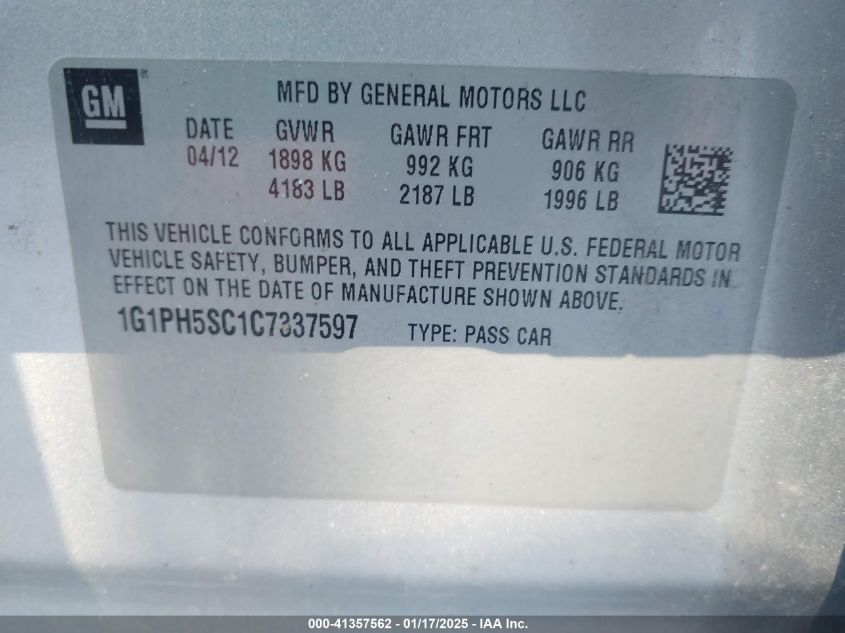 GM
MFD BY GENERAL MOTORS LLC
DATE GVWR GAWR FRT GAWR RR
04/12 1898 KG 992 KG 906 KG
4183 LB 2187 LB 1996 LB
THIS VEHICLE CONFORMS TO ALL APPLICABLE U.S. FEDERAL MOTOR
VEHICLE SAFETY, BUMPER, AND THEFT PREVENTION STANDARDS IN
EFFECT ON THE DATE OF MANUFACTURE SHOWN ABOVE.
1G1PH5SC1C7337597 TYPE: PASS CAR
000-41357562 - 01/17/2025 - IAA Inc.